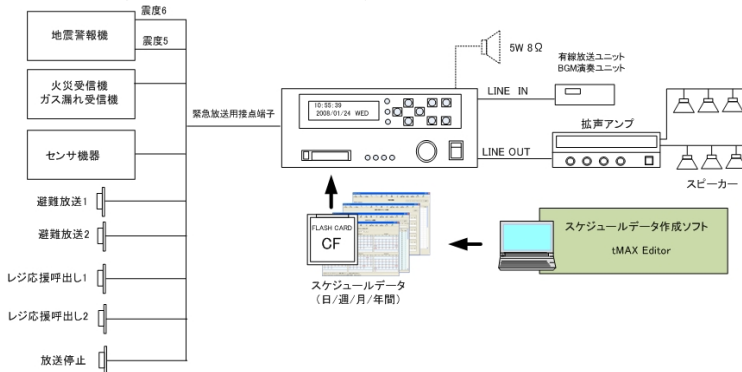 地震警報機
震度6
震度5
火災受信機
ガス漏れ受信機
センサ機器
避難放送1
避難放送2
レジ応援呼出し1
レジ応援呼出し2
放送停止
緊急放送用接点端子
10:55:39
2008/01/24 WED
5W 8Ω
LINE IN
有線放送ユニット
BGM演奏ユニット
LINE OUT
拡声アンプ
スピーカー
FLASH CARD
CF
スケジュールデータ
(日/週/月/年間)
スケジュールデータ作成ソフト
tMAX Editor